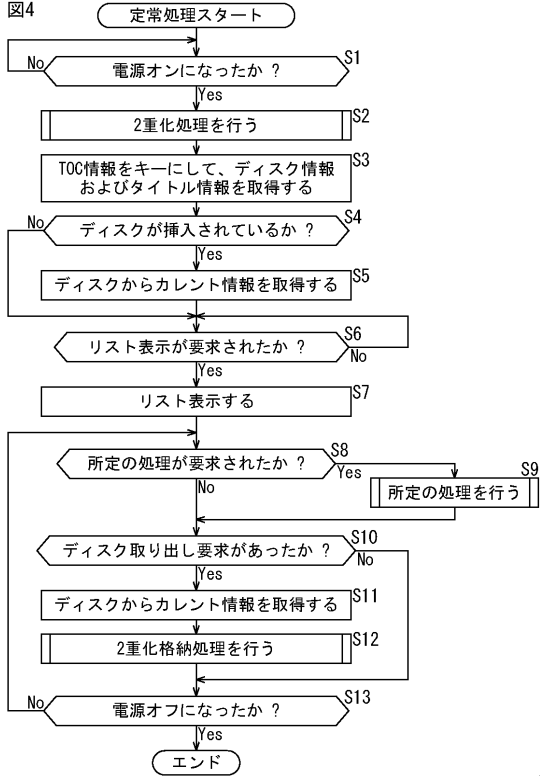 図4
定常処理スタート
No
電源オンになったか ?
S1
Yes
2重化処理を行う
S2
TOC情報をキーにして、ディスク情報
およびタイトル情報を取得する
S3
No
ディスクが挿入されているか ?
S4
Yes
ディスクからカレント情報を取得する
S5
リスト表示が要求されたか ?
S6
No
Yes
リスト表示する
S7
所定の処理が要求されたか ?
S8
Yes
所定の処理を行う
S9
No
ディスク取り出し要求があったか ?
S10
No
Yes
ディスクからカレント情報を取得する
S11
2重化格納処理を行う
S12
No
電源オフになったか ?
S13
Yes
エンド